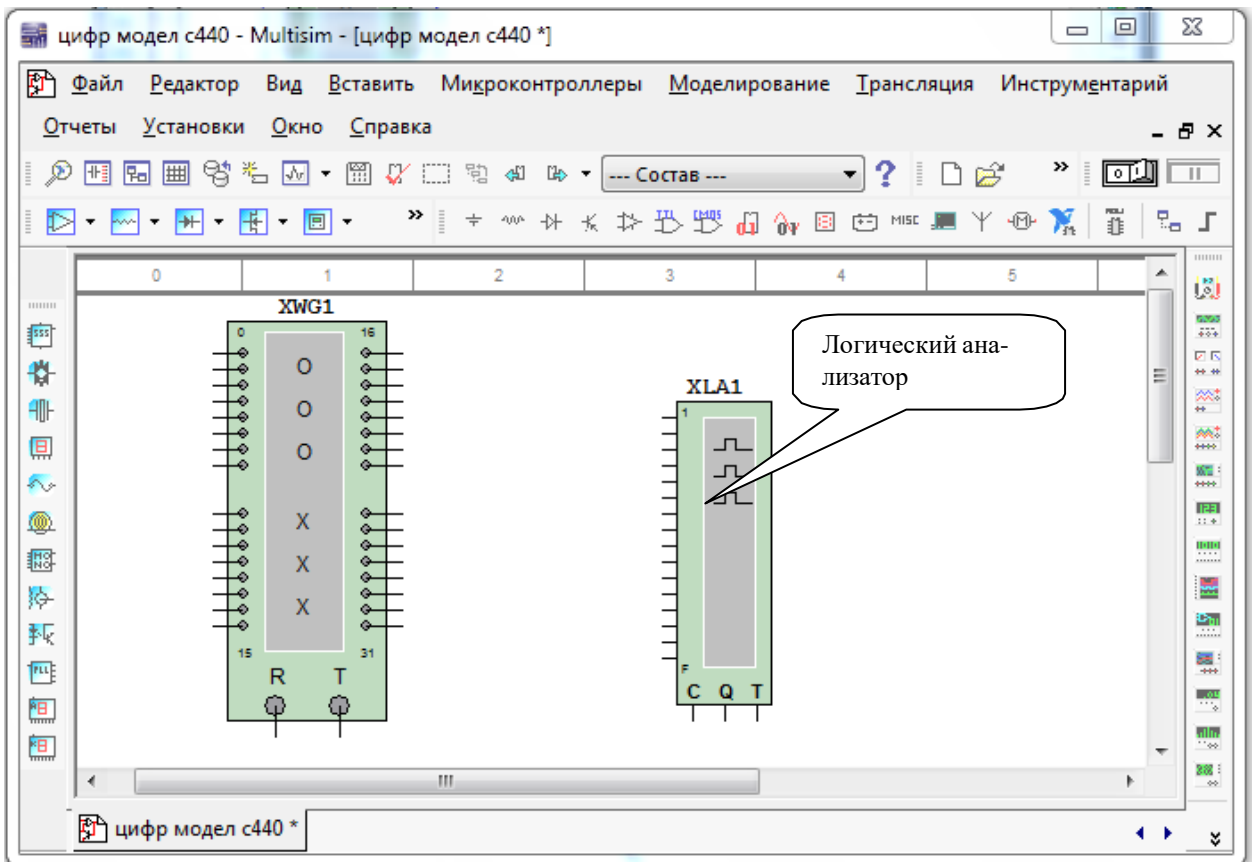 цифр модел с440 - Multisim - [цифр модел с440 *]
Файл Редактор Вид Вставить Микроконтроллеры Моделирование Трансляция Инструментарий
Отчеты Установки Окно Справка
--- Состав ---
TTL CMOS MISC
0 1 2 3 4 5
XWG1
0 16
O
O
O
X
X
X
15 31
R T
XLA1
1
F
C Q T
Логический ана-
лизатор
цифр модел с440 *